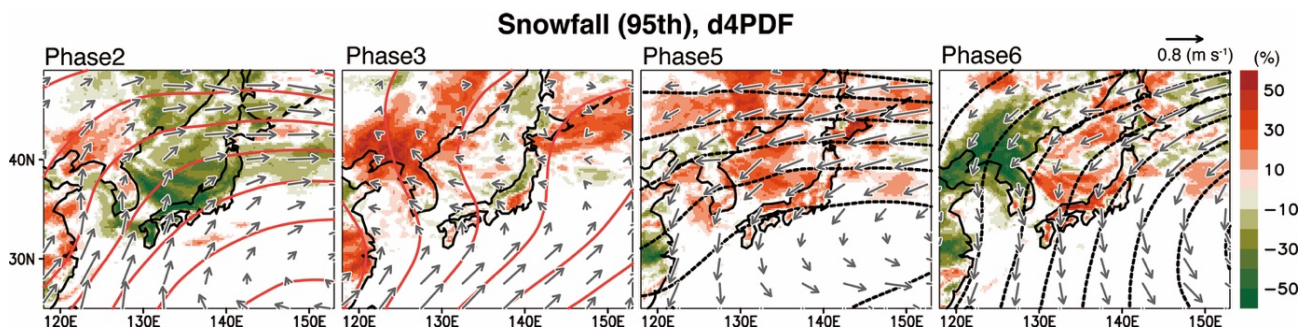 Snowfall (95th), d4PDF
Phase2
Phase3
Phase5
Phase6
0.8 (m s⁻¹)
(%)
40N
30N
50
30
10
−10
−30
−50
120E 130E 140E 150E
120E 130E 140E 150E
120E 130E 140E 150E
120E 130E 140E 150E